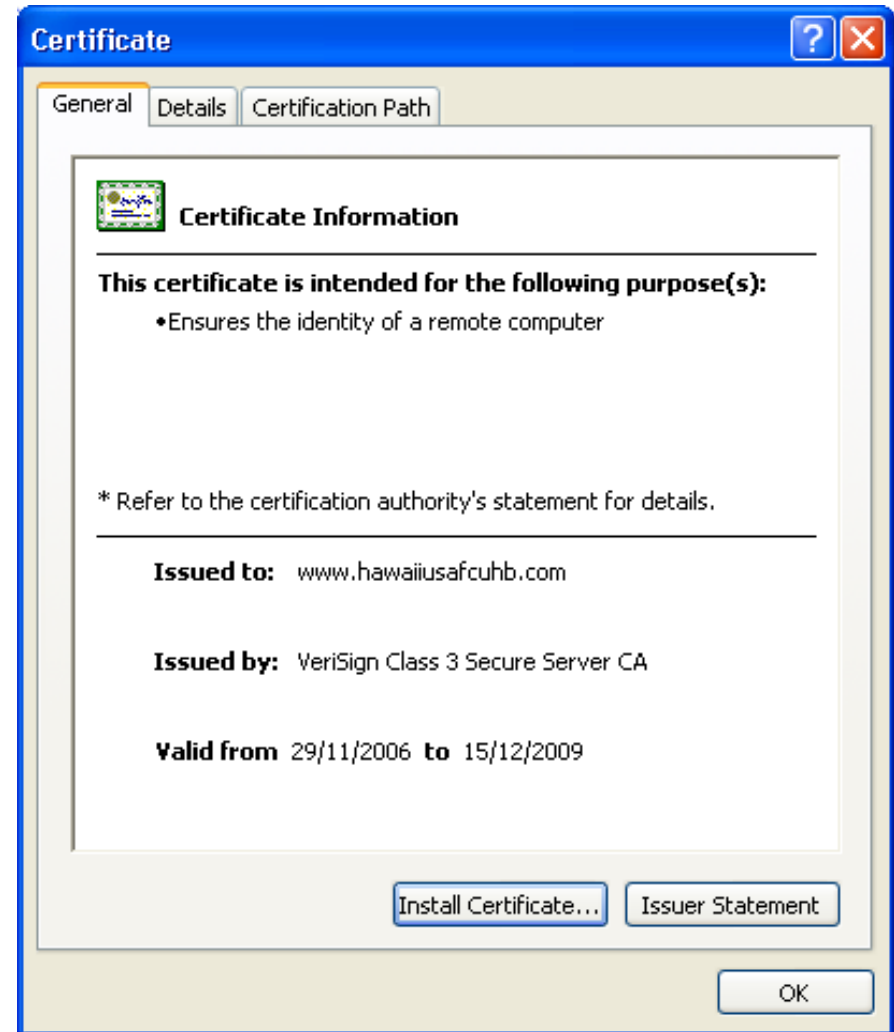 Certificate
General Details Certification Path
Certificate Information
This certificate is intended for the following purpose(s):
•Ensures the identity of a remote computer
* Refer to the certification authority's statement for details.
Issued to: www.hawaiiusafcuhb.com
Issued by: VeriSign Class 3 Secure Server CA
Valid from 29/11/2006 to 15/12/2009
Install Certificate... Issuer Statement
OK